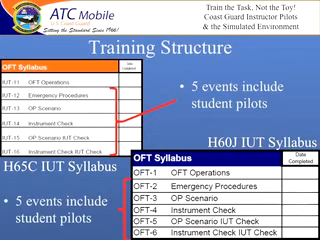 ATC Mobile
U.S. Coast Guard
Setting the Standard Since 1966!
Train the Task, Not the Toy!
Coast Guard Instructor Pilots
& the Simulated Environment
Training Structure
OFT Syllabus Date Completed
IUT-11 OFT Operations
IUT-12 Emergency Procedures
IUT-13 OP Scenario
IUT-14 Instrument Check
IUT-15 OP Scenario IUT Check
IUT-16 Instrument Check IUT Check
• 5 events include
student pilots
H60J IUT Syllabus
H65C IUT Syllabus
• 5 events include
student pilots
OFT Syllabus Date Completed
OFT-1 OFT Operations
OFT-2 Emergency Procedures
OFT-3 OP Scenario
OFT-4 Instrument Check
OFT-5 OP Scenario IUT Check
OFT-6 Instrument Check IUT Check